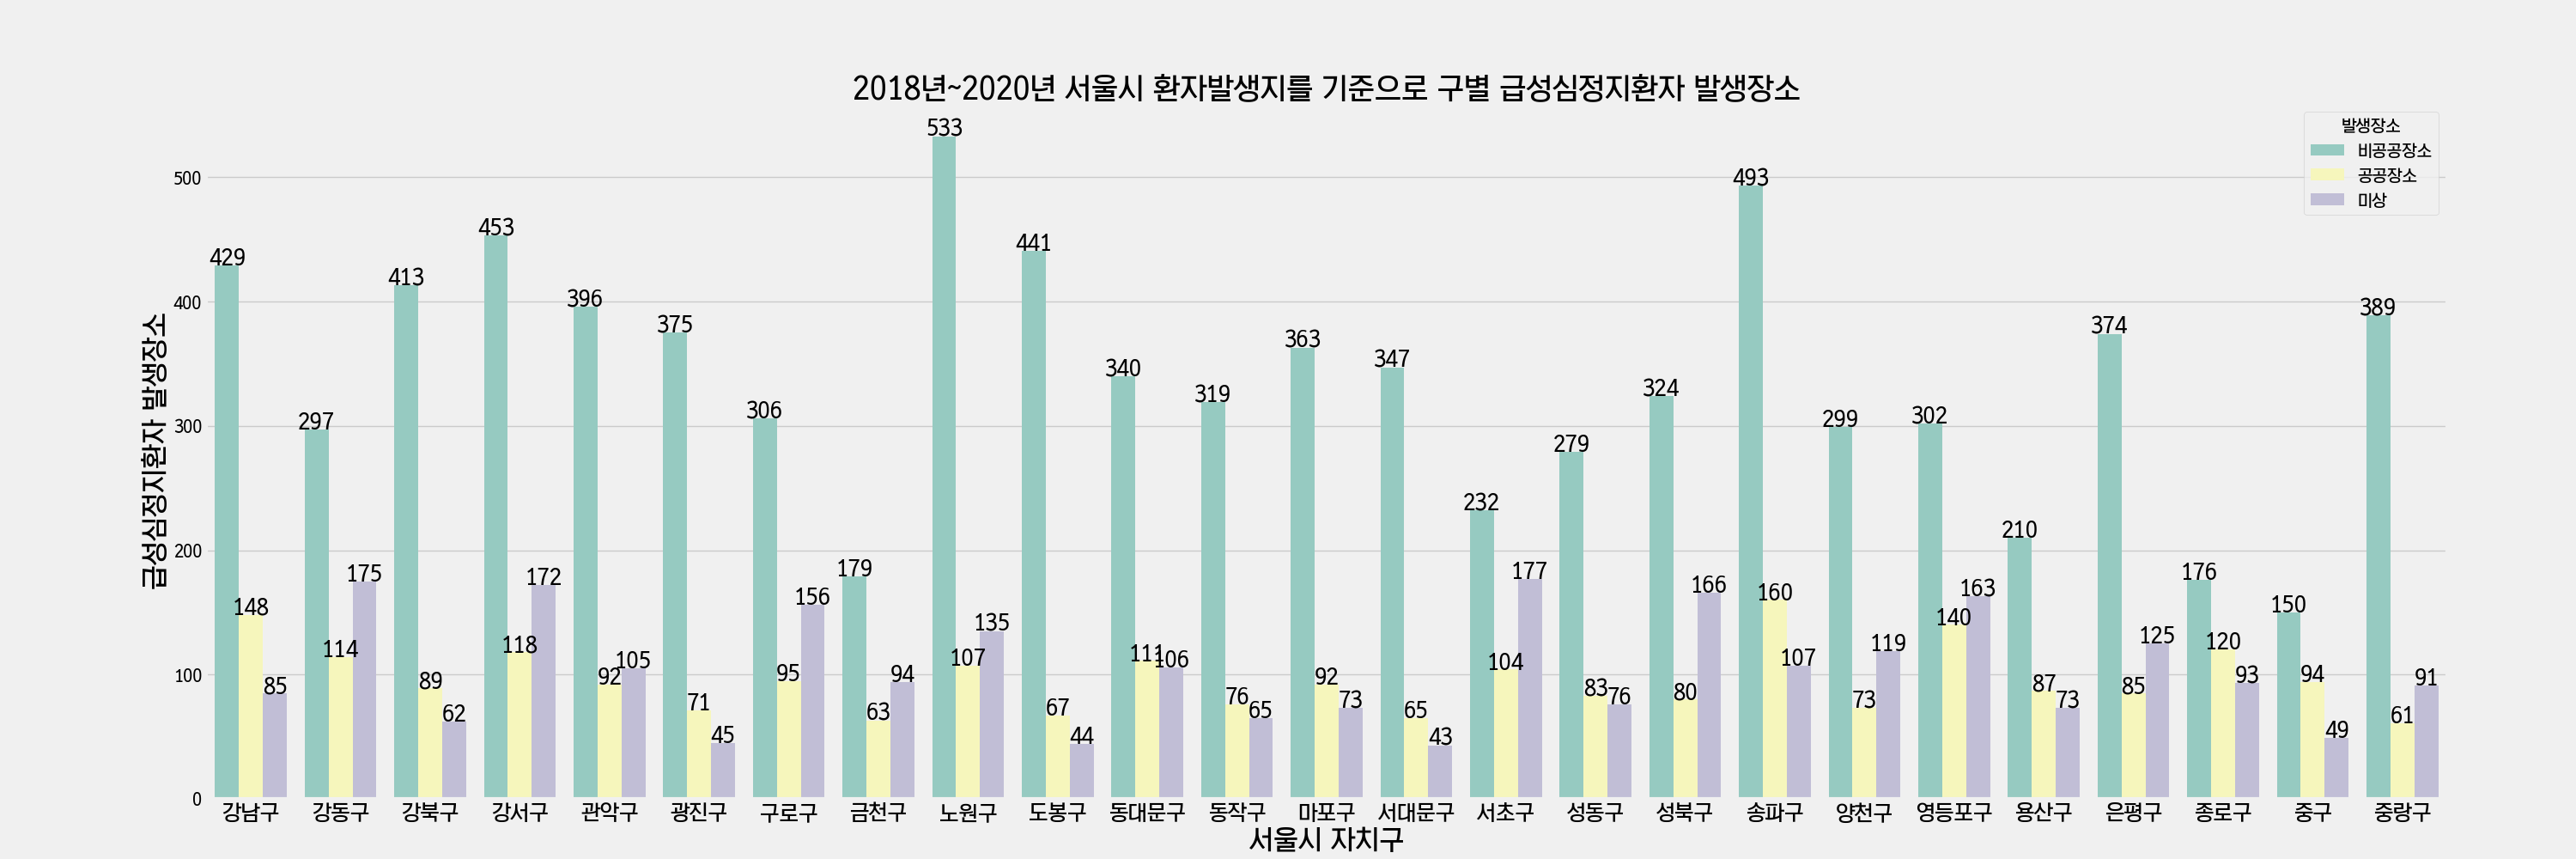 2018년~2020년 서울시 환자발생지를 기준으로 구별 급성심정지환자 발생장소
발생장소
비공공장소
공공장소
미상
급성심정지환자 발생장소
500
400
300
200
100
0
429 148 85
297 114 175
413 89 62
453 118 172
396 92 105
375 71 45
306 95 156
179 63 94
533 107 135
441 67 44
340 111 106
319 76 65
363 92 73
347 65 43
232 104 177
279 83 76
324 80 166
493 160 107
299 73 119
302 140 163
210 87 73
374 85 125
176 120 93
150 94 49
389 61 91
강남구 강동구 강북구 강서구 관악구 광진구 구로구 금천구 노원구 도봉구 동대문구 동작구 마포구 서대문구 서초구 성동구 성북구 송파구 양천구 영등포구 용산구 은평구 종로구 중구 중랑구
서울시 자치구